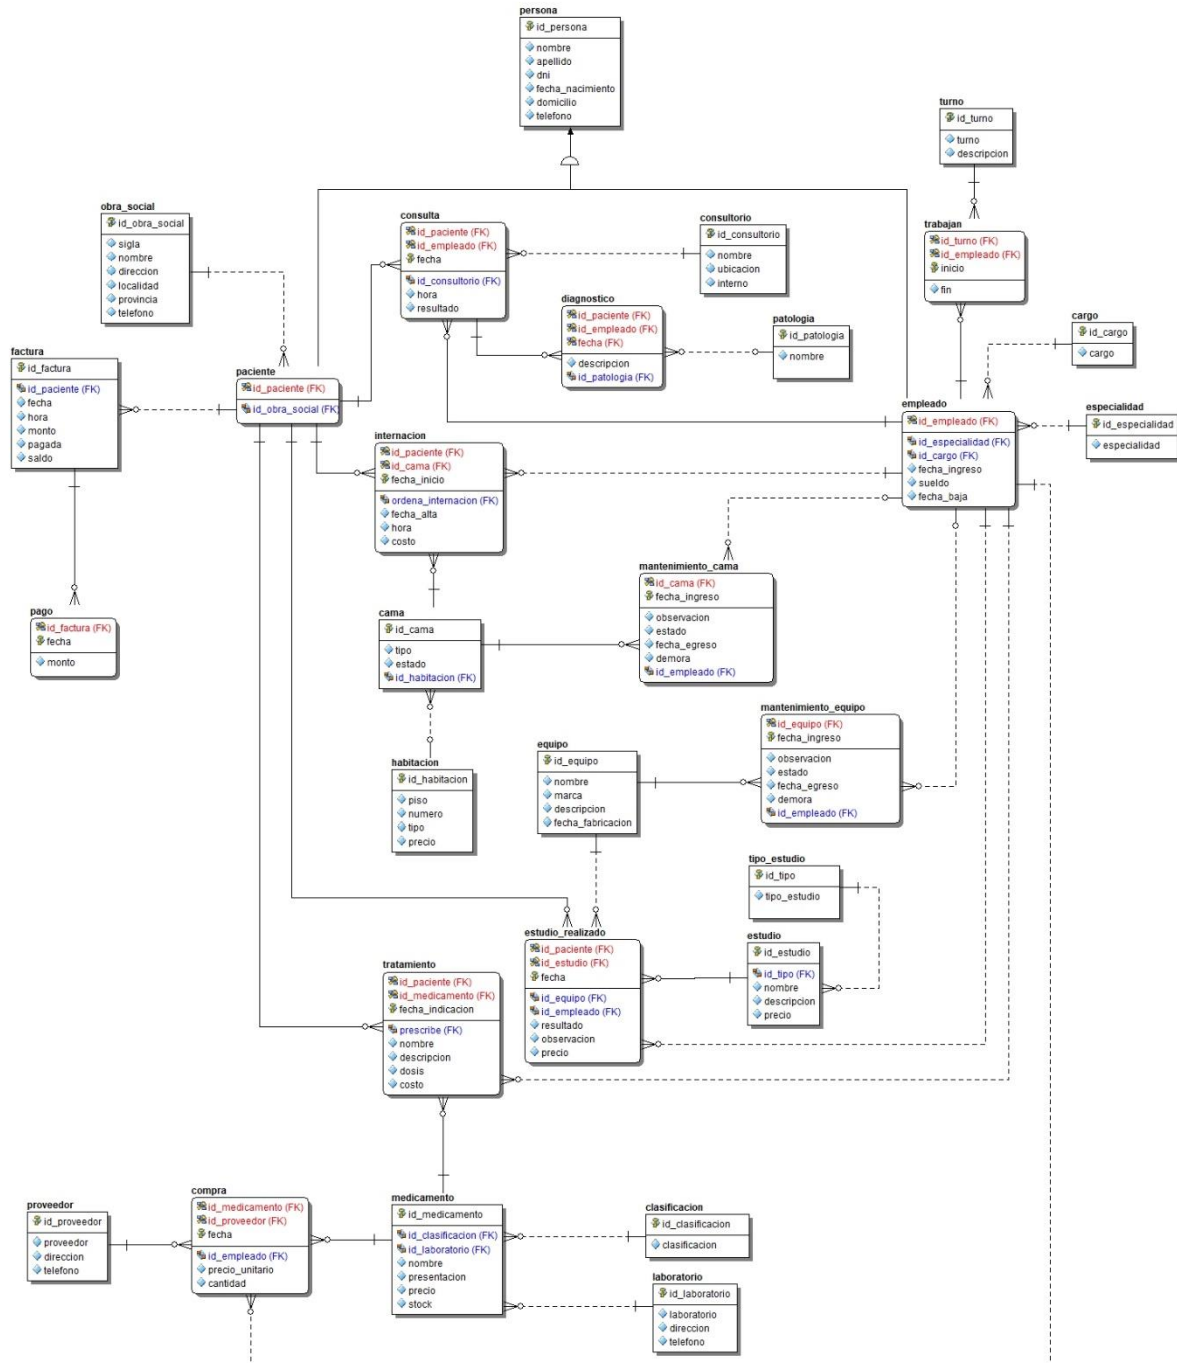 persona
id_persona
nombre
apellido
dni
fecha_nacimiento
domicilio
telefono
turno
id_turno
turno
descripcion
obra_social
id_obra_social
sigla
nombre
direccion
localidad
provincia
telefono
consulta
id_paciente (FK)
id_empleado (FK)
fecha
id_consultorio (FK)
hora
resultado
consultorio
id_consultorio
nombre
ubicacion
interno
trabajan
id_turno (FK)
id_empleado (FK)
inicio
fin
diagnostico
id_paciente (FK)
id_empleado (FK)
fecha (FK)
descripcion
id_patologia (FK)
patologia
id_patologia
nombre
cargo
id_cargo
cargo
factura
id_factura
id_paciente (FK)
fecha
hora
monto
pagada
saldo
paciente
id_paciente (FK)
id_obra_social (FK)
empleado
id_empleado (FK)
id_especialidad (FK)
id_cargo (FK)
fecha_ingreso
sueldo
fecha_baja
especialidad
id_especialidad
especialidad
internacion
id_paciente (FK)
id_cama (FK)
fecha_inicio
ordena_internacion (FK)
fecha_alta
hora
costo
mantenimiento_cama
id_cama (FK)
fecha_ingreso
observacion
estado
fecha_egreso
demora
id_empleado (FK)
pago
id_factura (FK)
fecha
monto
cama
id_cama
tipo
estado
id_habitacion (FK)
mantenimiento_equipo
id_equipo (FK)
fecha_ingreso
observacion
estado
fecha_egreso
demora
id_empleado (FK)
habitacion
id_habitacion
piso
numero
tipo
precio
equipo
id_equipo
nombre
marca
descripcion
fecha_fabricacion
tipo_estudio
id_tipo
tipo_estudio
estudio_realizado
id_paciente (FK)
id_estudio (FK)
fecha
id_equipo (FK)
id_empleado (FK)
resultado
observacion
precio
estudio
id_estudio
id_tipo (FK)
nombre
descripcion
precio
tratamiento
id_paciente (FK)
id_medicamento (FK)
fecha_indicacion
prescribe (FK)
nombre
descripcion
dosis
costo
proveedor
id_proveedor
proveedor
direccion
telefono
compra
id_medicamento (FK)
id_proveedor (FK)
fecha
id_empleado (FK)
precio_unitario
cantidad
medicamento
id_medicamento
id_clasificacion (FK)
id_laboratorio (FK)
nombre
presentacion
precio
stock
clasificacion
id_clasificacion
clasificacion
laboratorio
id_laboratorio
laboratorio
direccion
telefono